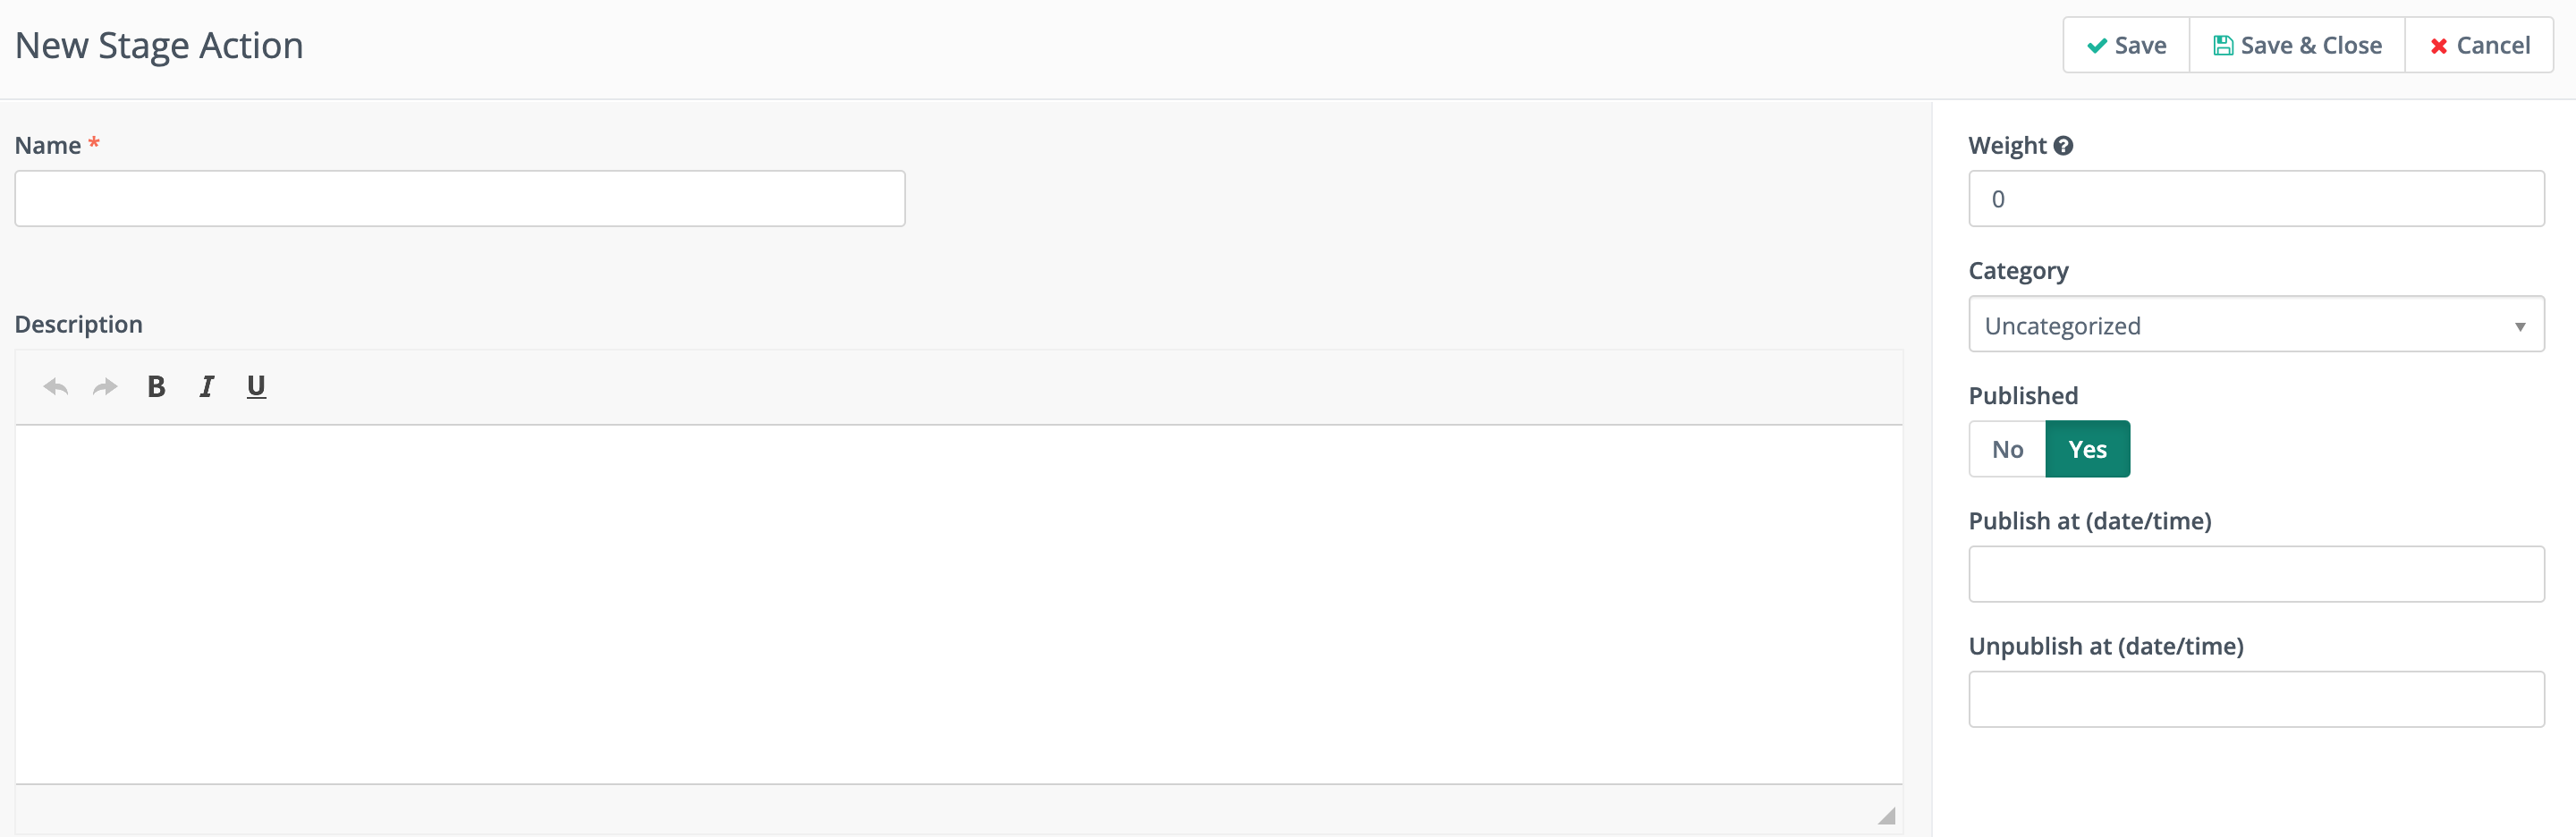 New Stage Action
Save
Save & Close
Cancel
Name *
Description
B I U
Weight
0
Category
Uncategorized
Published
No
Yes
Publish at (date/time)
Unpublish at (date/time)